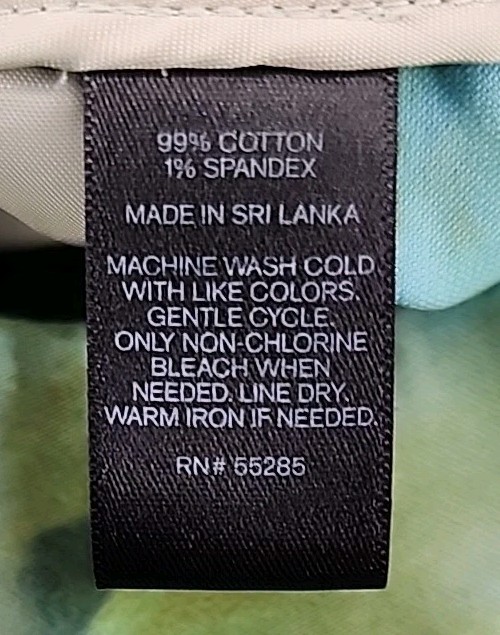 99% COTTON
1% SPANDEX
MADE IN SRI LANKA
MACHINE WASH COLD
WITH LIKE COLORS.
GENTLE CYCLE.
ONLY NON-CHLORINE
BLEACH WHEN
NEEDED. LINE DRY.
WARM IRON IF NEEDED.
RN# 55285